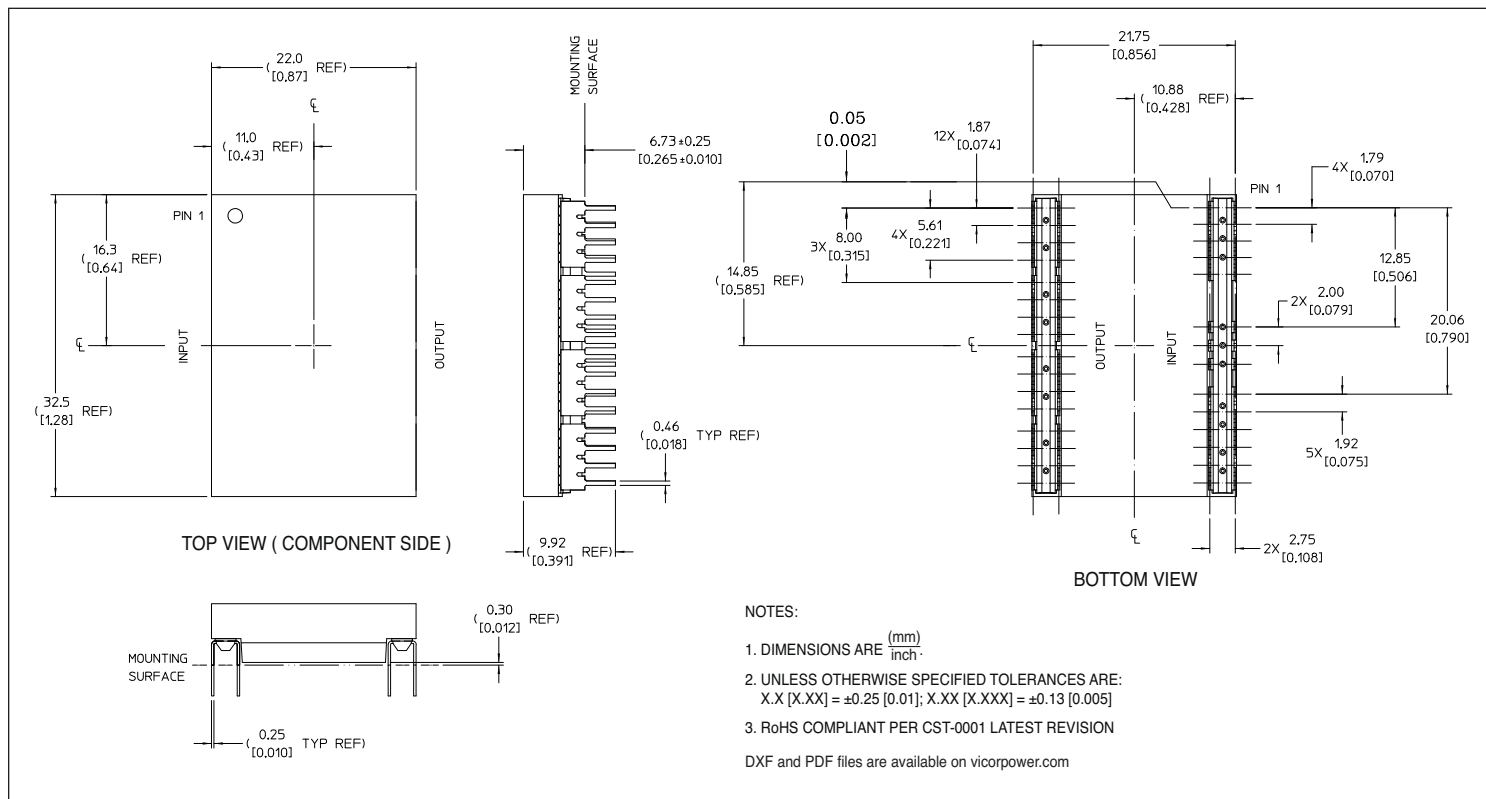 22.0
( [0.87] REF)
℄
11.0
( [0.43] REF)
PIN 1
16.3
( [0.64] REF)
℄
INPUT
OUTPUT
32.5
( [1.28] REF)
TOP VIEW ( COMPONENT SIDE )
MOUNTING
SURFACE
6.73 ±0.25
[0.265 ±0.010]
0.46
( [0.018] TYP REF)
9.92
( [0.391] REF)
MOUNTING
SURFACE
0.30
( [0.012] REF)
0.25
( [0.010] TYP REF)
21.75
[0.856]
10.88
( [0.428] REF)
0.05
[0.002]
12X 1.87
[0.074]
4X 1.79
[0.070]
PIN 1
3X 8.00
[0.315]
4X 5.61
[0.221]
14.85
( [0.585] REF)
12.85
[0.506]
2X 2.00
[0.079]
20.06
[0.790]
℄
OUTPUT
INPUT
5X 1.92
[0.075]
℄
2X 2.75
[0.108]
BOTTOM VIEW
NOTES:
1. DIMENSIONS ARE (mm)
inch.
2. UNLESS OTHERWISE SPECIFIED TOLERANCES ARE:
X.X [X.XX] = ±0.25 [0.01]; X.XX [X.XXX] = ±0.13 [0.005]
3. RoHS COMPLIANT PER CST-0001 LATEST REVISION
DXF and PDF files are available on vicorpower.com